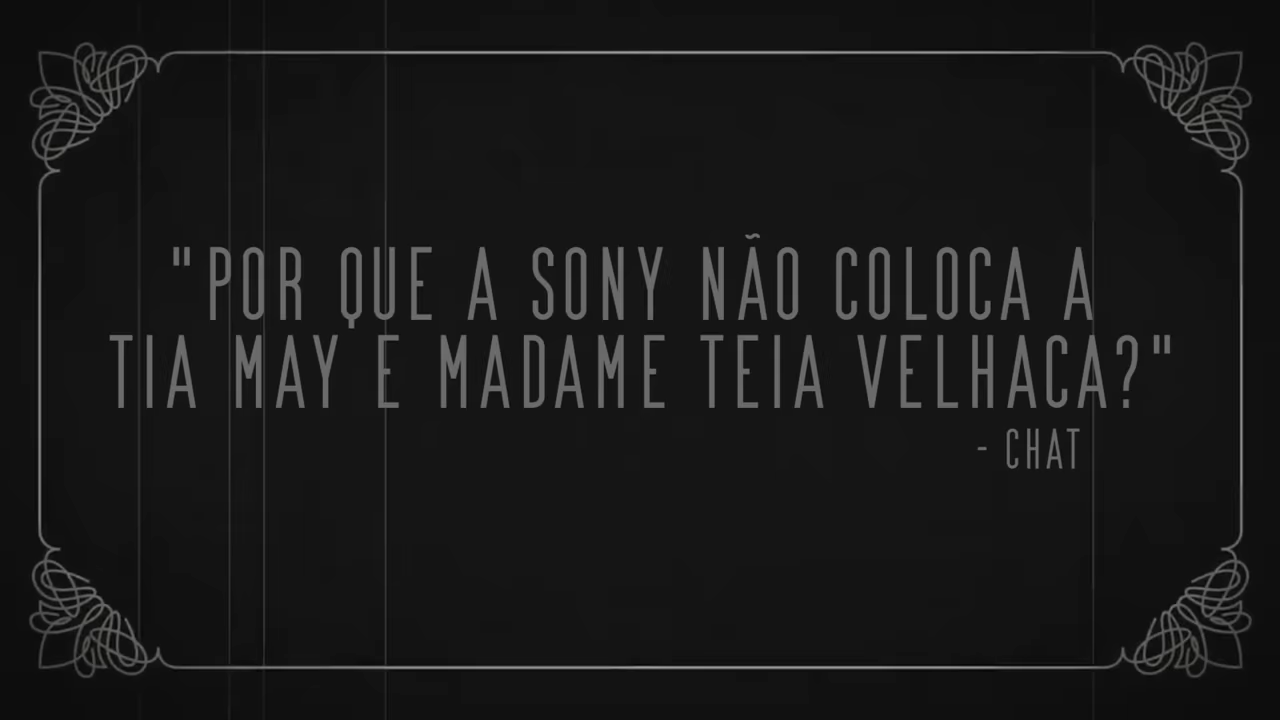 "POR QUE A SONY NÃO COLOCA A
TIA MAY E MADAME TEIA VELHACA?"
- CHAT